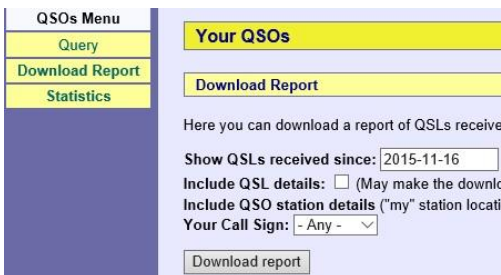 QSOs Menu
Query
Download Report
Statistics
Your QSOs
Download Report
Here you can download a report of QSLs receive
Show QSLs received since: 2015-11-16
Include QSL details: (May make the downlo
Include QSO station details ("my" station locati
Your Call Sign: - Any -
Download report